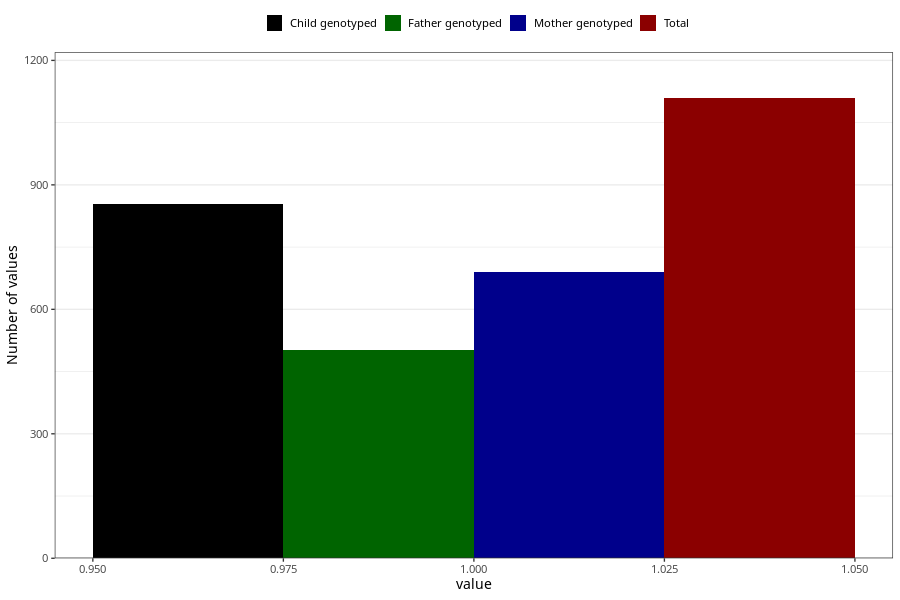 Child genotyped Father genotyped Mother genotyped Total
1200
900
600
300
0
Number of values
0.950 0.975 1.000 1.025 1.050
value